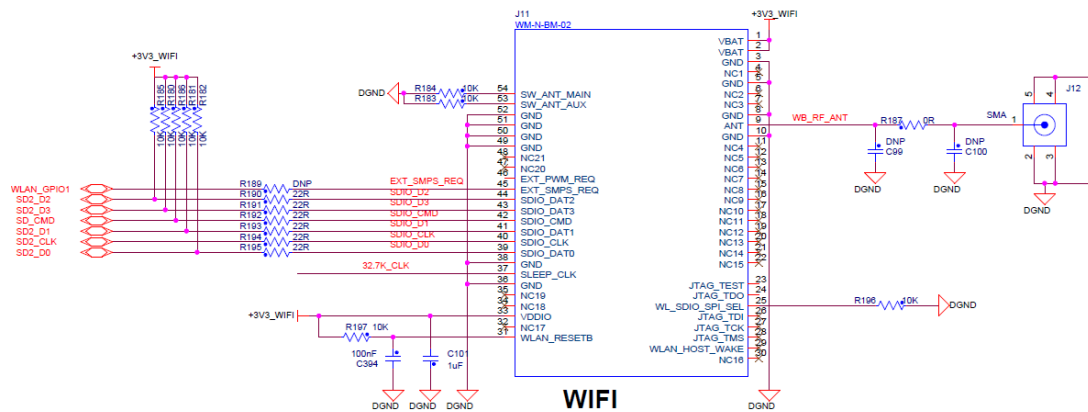 J11
WM-N-BM-02
+3V3_WIFI
+3V3_WIFI
R185
R180
R186
R181
R182
10K
10K
10K
10K
10K
DGND
R184 10K
R183 10K
54 SW_ANT_MAIN
53 SW_ANT_AUX
52 GND
51 GND
50 GND
49 GND
48 NC21
47 NC20
46 EXT_PWM_REQ
45 EXT_SMPS_REQ
44 SDIO_DAT2
43 SDIO_DAT3
42 SDIO_CMD
41 SDIO_DAT1
40 SDIO_CLK
39 SDIO_DAT0
38 GND
37 SLEEP_CLK
36 GND
35 NC19
34 NC18
33 VDDIO
32 NC17
31 WLAN_RESETB
VBAT 1
VBAT 2
GND 3
NC1 4
GND 5
NC2 6
NC3 7
GND 8
ANT 9
GND 10
NC4 11
NC5 12
NC6 13
NC7 14
NC8 15
NC9 16
NC10 17
NC11 18
NC12 19
NC13 20
NC14 21
NC15 22
JTAG_TEST 23
JTAG_TDO 24
WL_SDIO_SPI_SEL 25
JTAG_TDI 26
JTAG_TCK 27
JTAG_TMS 28
WLAN_HOST_WAKE 29
NC16 30
WLAN_GPIO1 R189 DNP EXT_SMPS_REQ
SD2_D2 R190 22R SDIO_D2
SD2_D3 R191 22R SDIO_D3
SD_CMD R192 22R SDIO_CMD
SD2_D1 R193 22R SDIO_D1
SD2_CLK R194 22R SDIO_CLK
SD2_D0 R195 22R SDIO_D0
32.7K_CLK
+3V3_WIFI
R197 10K
100nF
C394
C101
1uF
DGND
DGND
DGND
WB_RF_ANT
R187 0R
DNP
C99
DNP
C100
DGND
DGND
SMA
J12
1
5
4
2
3
DGND
R196 10K
DGND
DGND
WIFI